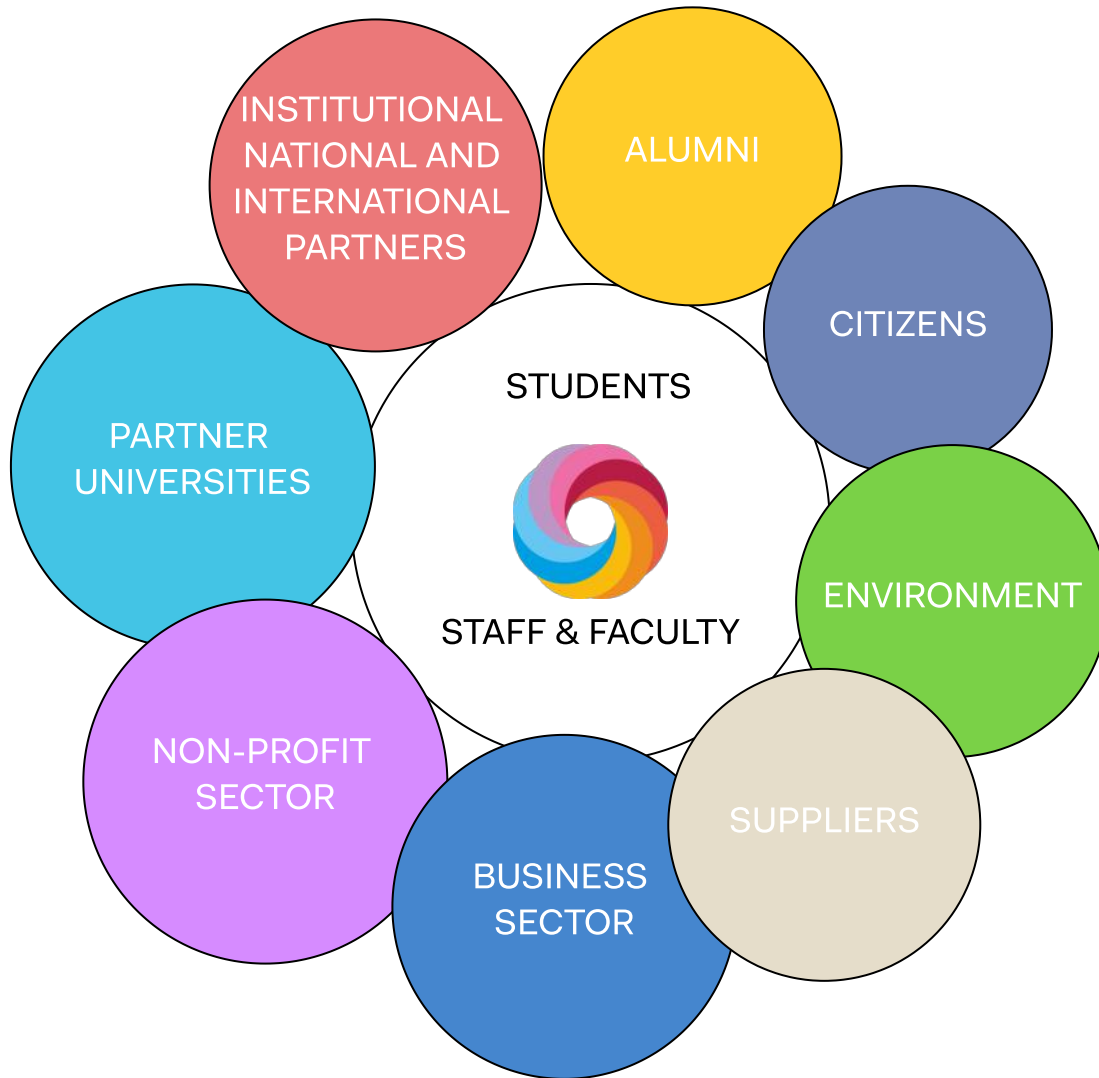 INSTITUTIONAL
NATIONAL AND
INTERNATIONAL
PARTNERS
ALUMNI
CITIZENS
STUDENTS
PARTNER
UNIVERSITIES
ENVIRONMENT
STAFF & FACULTY
NON-PROFIT
SECTOR
SUPPLIERS
BUSINESS
SECTOR